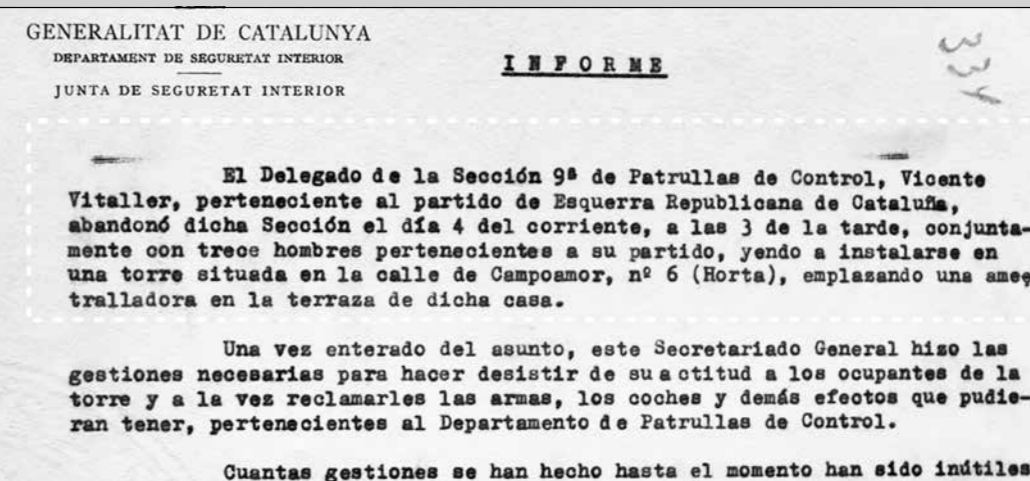 GENERALITAT DE CATALUNYA
DEPARTAMENT DE SEGURETAT INTERIOR
JUNTA DE SEGURETAT INTERIOR
INFORME
334
El Delegado de la Sección 9ª de Patrullas de Control, Vicente
Vitaller, perteneciente al partido de Esquerra Republicana de Cataluña,
abandonó dicha Sección el día 4 del corriente, a las 3 de la tarde, conjunta-
mente con trece hombres pertenecientes a su partido, yendo a instalarse en
una torre situada en la calle de Campoamor, nº 6 (Horta), emplazando una ame
tralladora en la terraza de dicha casa.
Una vez enterado del asunto, este Secretariado General hizo las
gestiones necesarias para hacer desistir de su actitud a los ocupantes de la
torre y a la vez reclamarles las armas, los coches y demás efectos que pudie-
ran tener, pertenecientes al Departamento de Patrullas de Control.
Cuantas gestiones se han hecho hasta el momento han sido inútiles